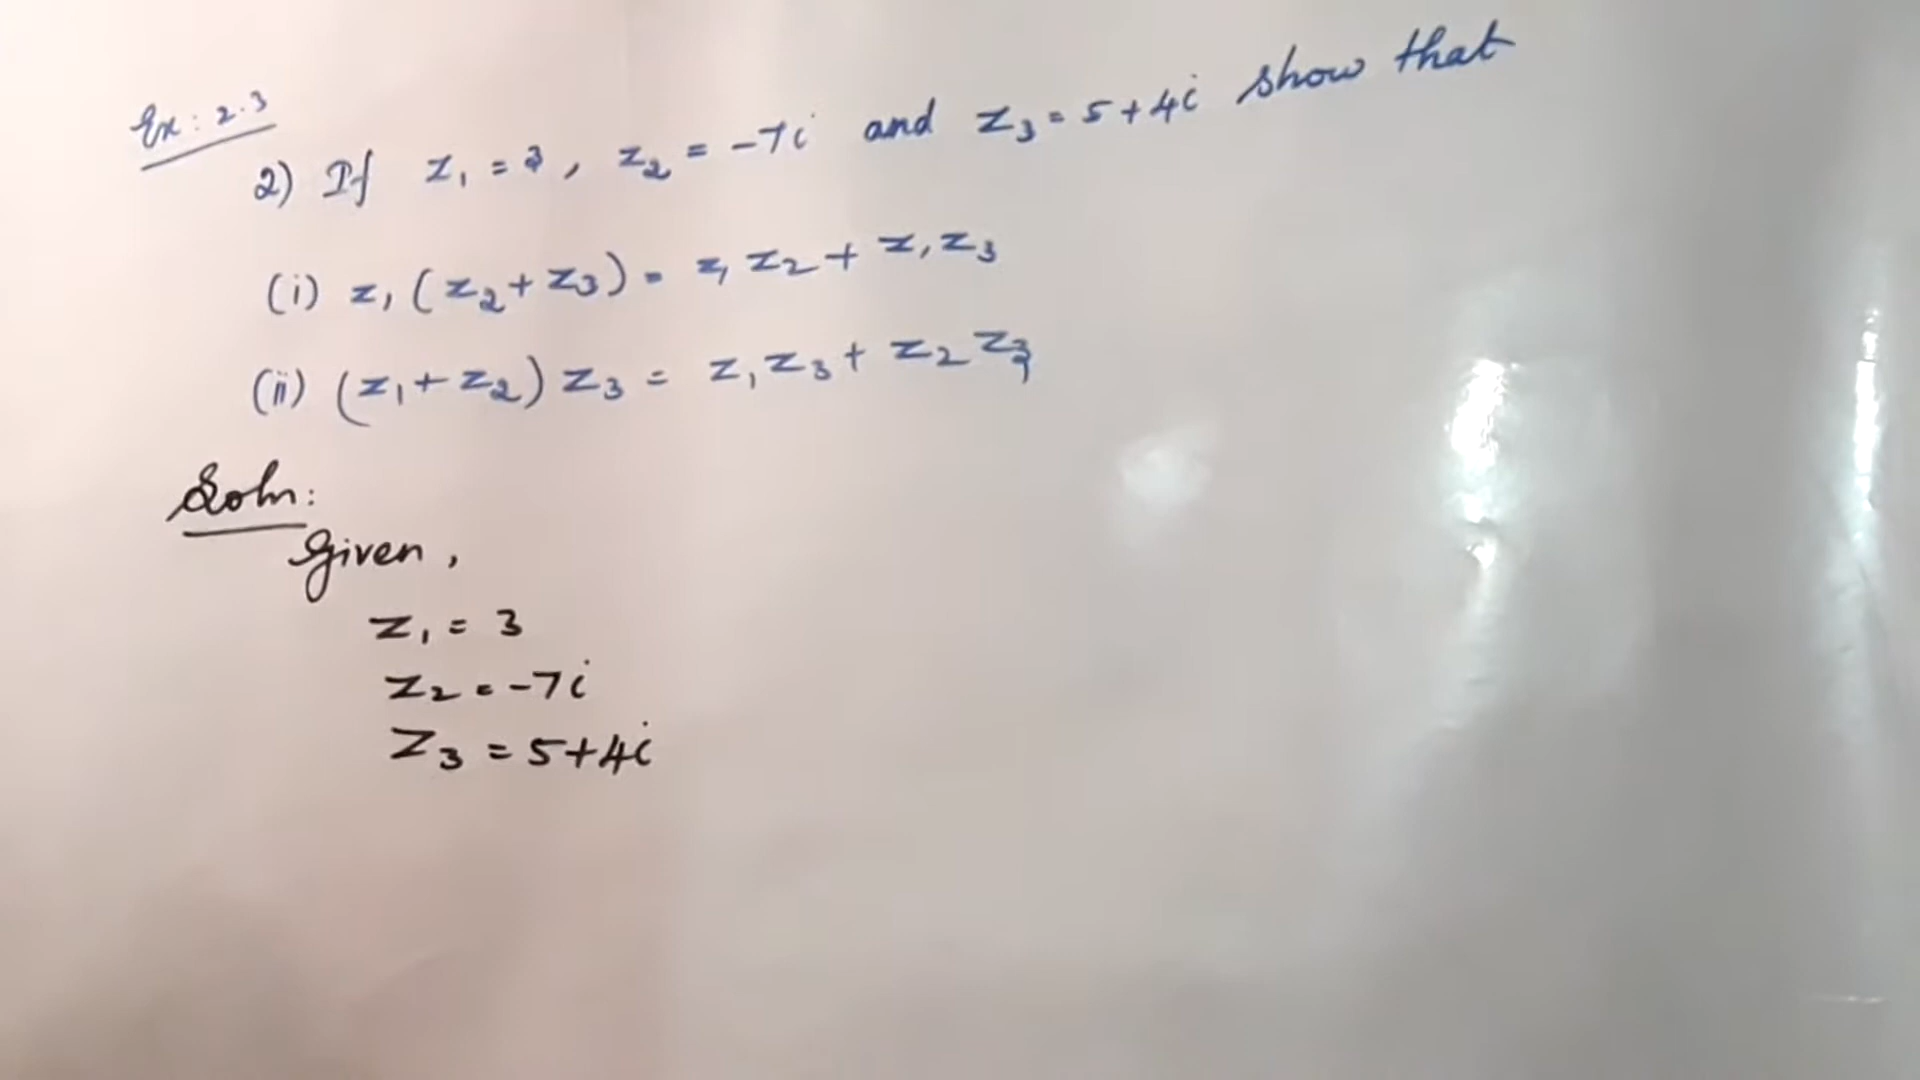 Ex: 2.3
2) If z₁ = 3, z₂ = -7i and z₃ = 5+4i show that
(i) z₁(z₂+z₃) = z₁z₂ + z₁z₃
(ii) (z₁+z₂)z₃ = z₁z₃ + z₂z₃
Soln:
Given,
z₁ = 3
z₂ = -7i
z₃ = 5+4i